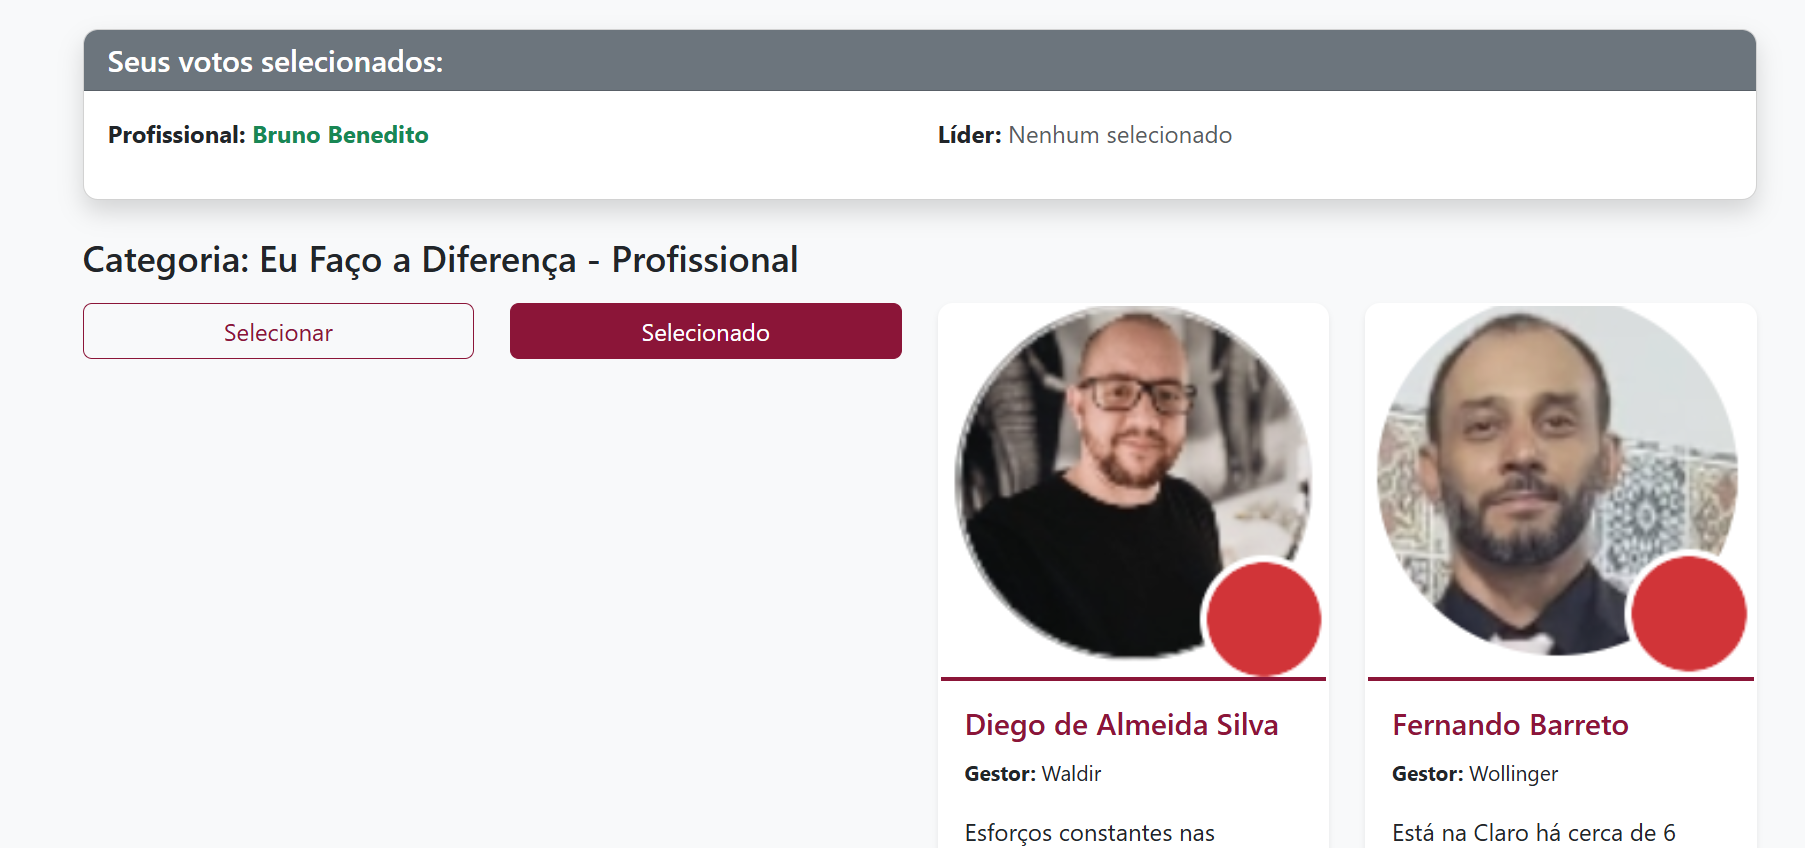 Seus votos selecionados:
Profissional: Bruno Benedito
Líder: Nenhum selecionado
Categoria: Eu Faço a Diferença - Profissional
Selecionar
Selecionado
Diego de Almeida Silva
Gestor: Waldir
Esforços constantes nas
Fernando Barreto
Gestor: Wollinger
Está na Claro há cerca de 6